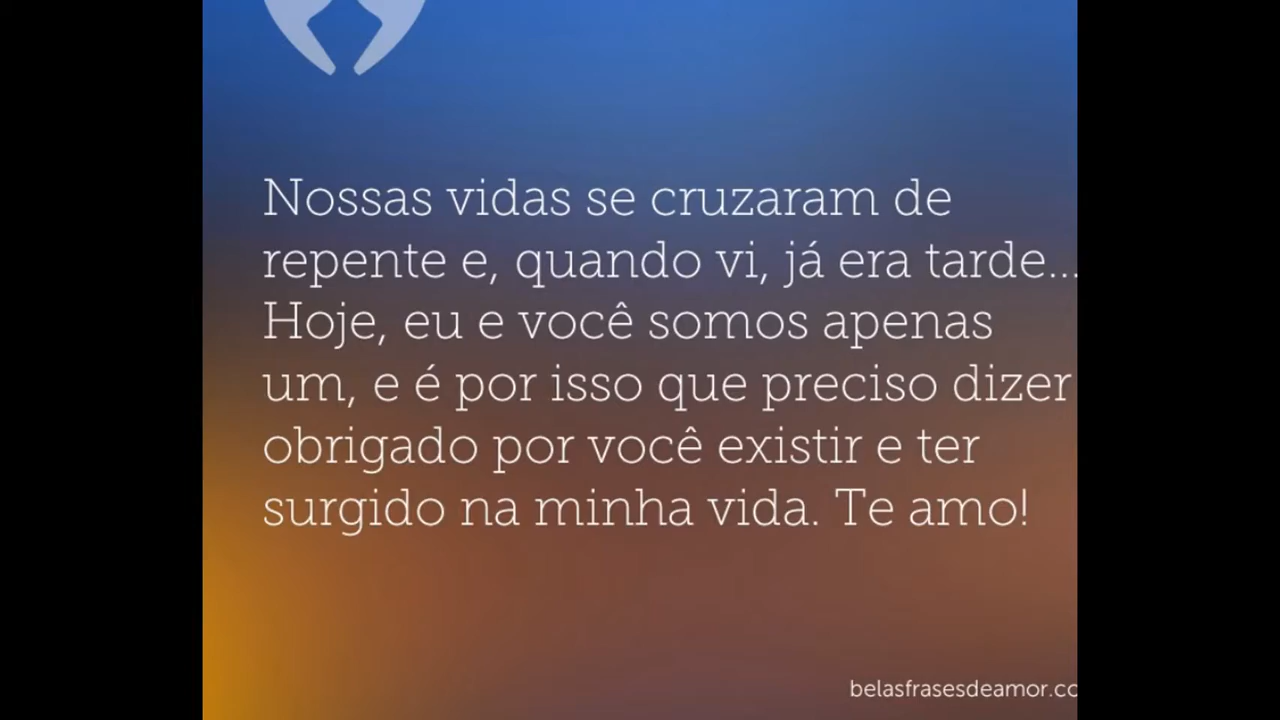 Nossas vidas se cruzaram de
repente e, quando vi, já era tarde...
Hoje, eu e você somos apenas
um, e é por isso que preciso dizer
obrigado por você existir e ter
surgido na minha vida. Te amo!
belasfrasesdeamor.co